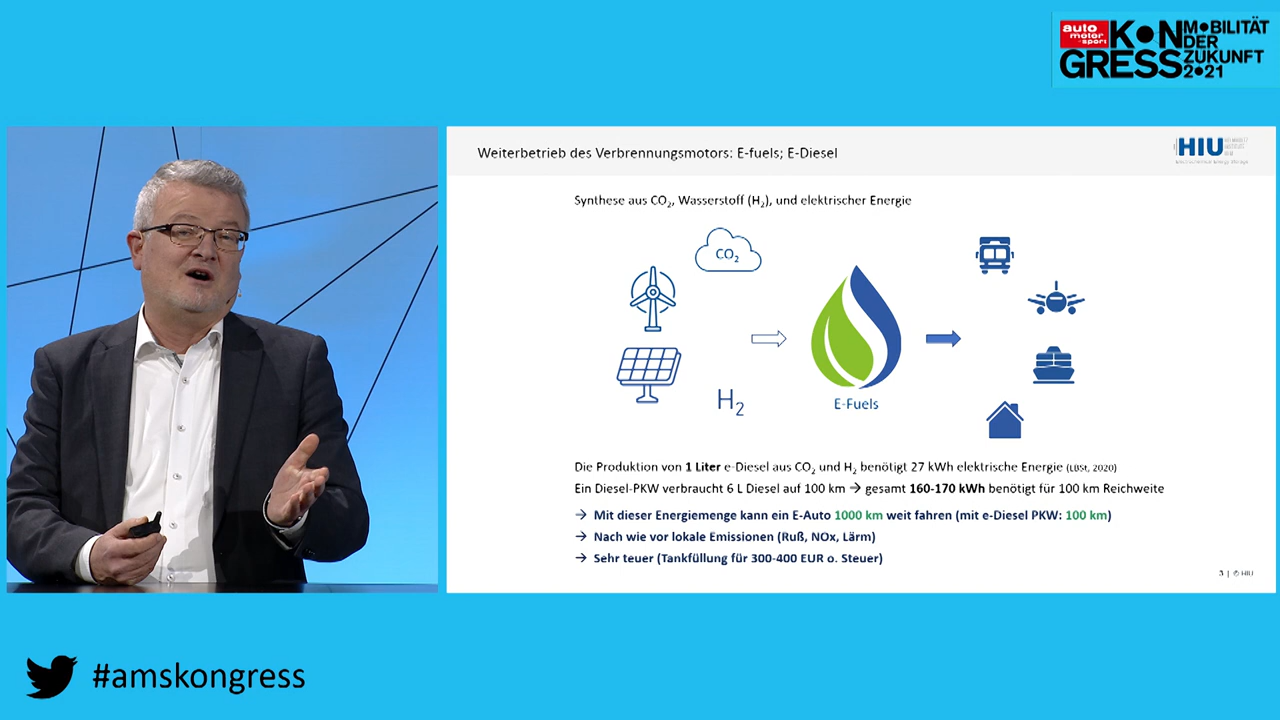 auto motor sport KONGRESS MOBILITÄT DER ZUKUNFT 2021
Weiterbetrieb des Verbrennungsmotors: E-fuels; E-Diesel
HIU
Synthese aus CO₂, Wasserstoff (H₂), und elektrischer Energie
CO₂
H₂
E-Fuels
Die Produktion von 1 Liter e-Diesel aus CO₂ und H₂ benötigt 27 kWh elektrische Energie (LBSt, 2020)
Ein Diesel-PKW verbraucht 6 L Diesel auf 100 km → gesamt 160-170 kWh benötigt für 100 km Reichweite
→ Mit dieser Energiemenge kann ein E-Auto 1000 km weit fahren (mit e-Diesel PKW: 100 km)
→ Nach wie vor lokale Emissionen (Ruß, NOx, Lärm)
→ Sehr teuer (Tankfüllung für 300-400 EUR o. Steuer)
3 | © HIU
#amskongress